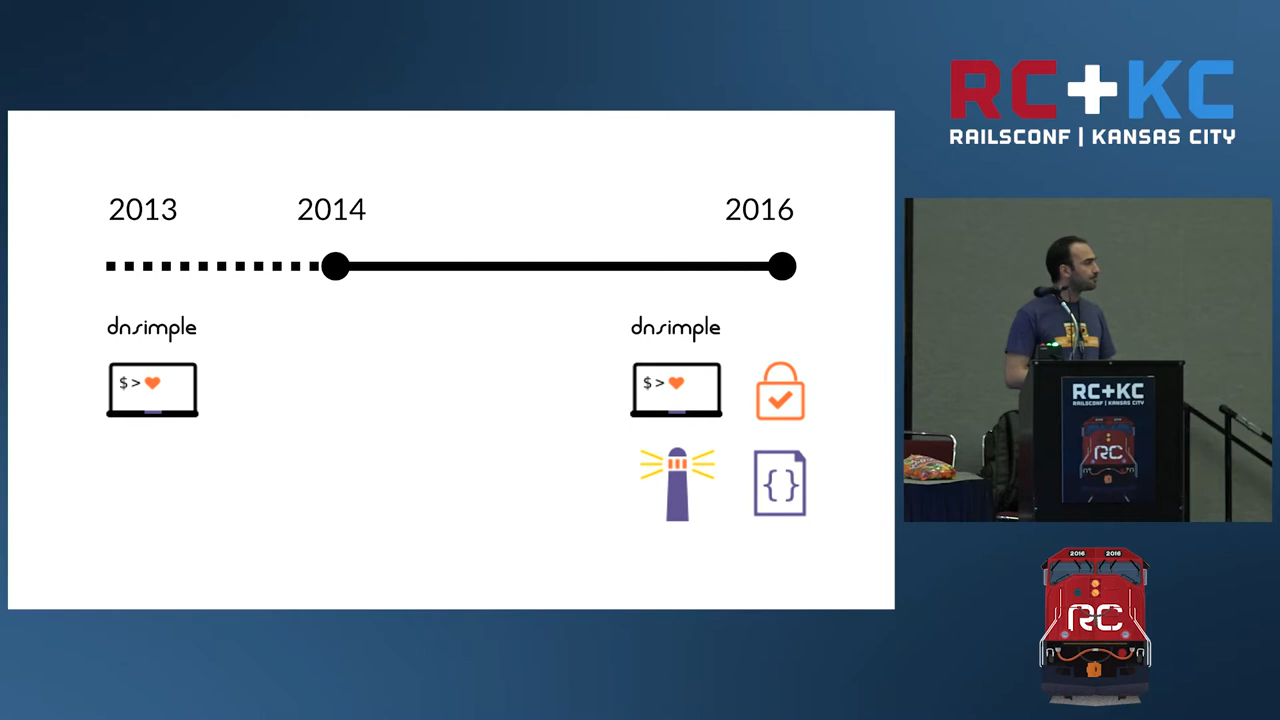 2013 2014 2016
dnsimple dnsimple
$ > $ >
{ }
RC+KC
RAILSCONF | KANSAS CITY
RC+KC
RAILSCONF | KANSAS CITY
RC
2016 2016
RC